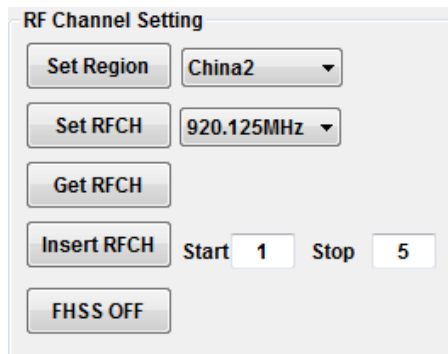 RF Channel Setting
Set Region China2
Set RFCH 920.125MHz
Get RFCH
Insert RFCH Start 1 Stop 5
FHSS OFF